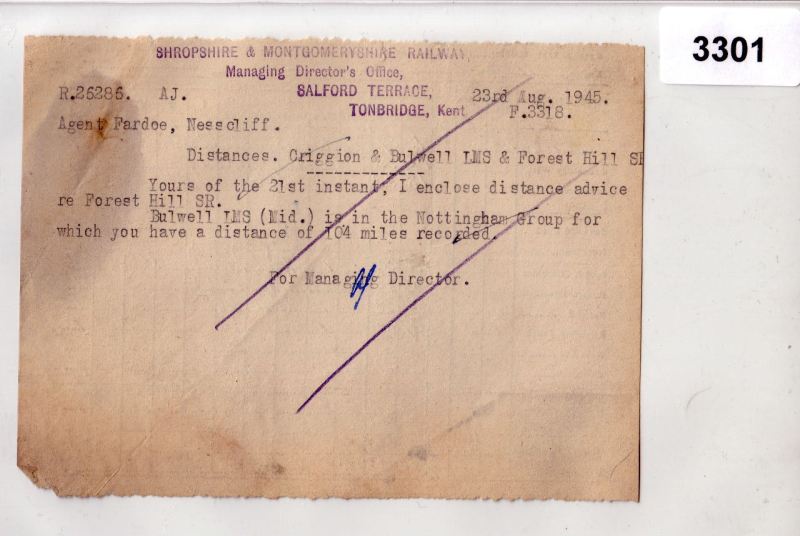 3301
SHROPSHIRE & MONTGOMERYSHIRE RAILWAY,
Managing Director's Office,
SALFORD TERRACE,
TONBRIDGE, Kent
R.26286. AJ. 23rd Aug. 1945.
F.3318.
Agent Fardoe, Nesscliff.
Distances. Criggion & Bulwell LMS & Forest Hill SR
Yours of the 21st instant, I enclose distance advice
re Forest Hill SR.
Bulwell LMS (Mid.) is in the Nottingham Group for
which you have a distance of 104 miles recorded.
For Managing Director.